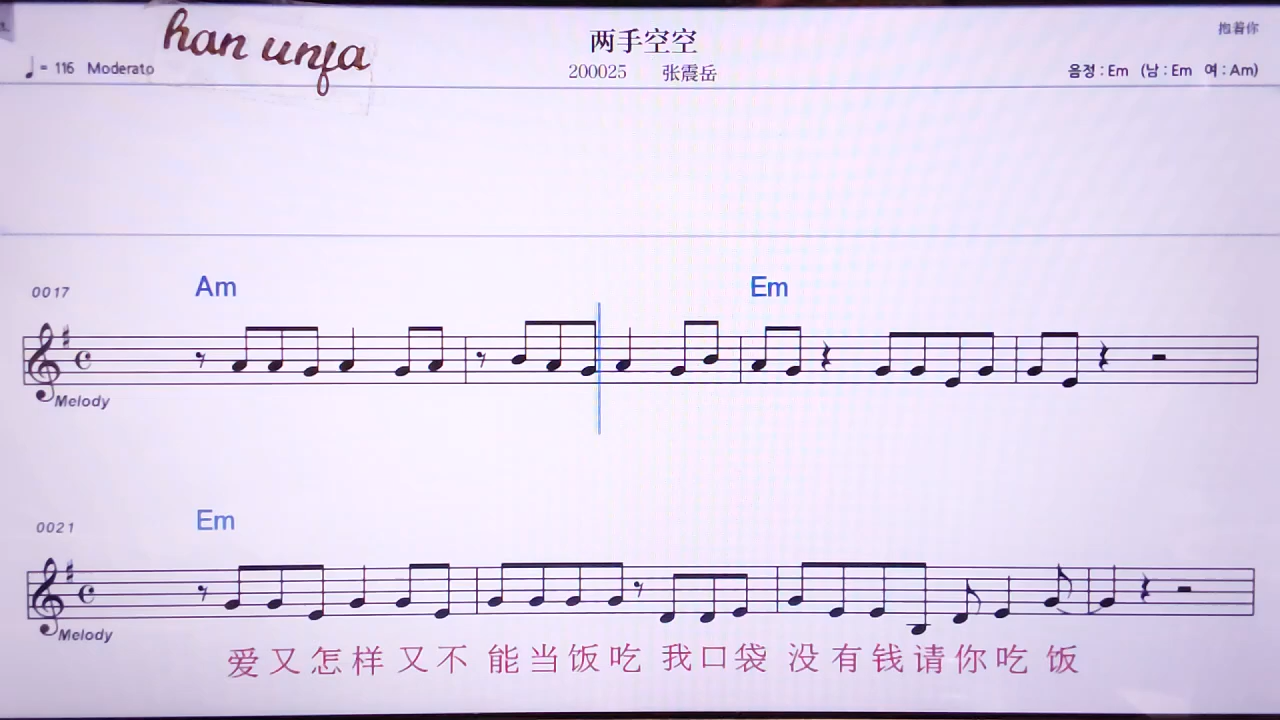 han unfa
两手空空
抱着你
♩= 116 Moderato
200025 张震岳
음정 : Em (남 : Em 여 : Am)
0017
Am Em
Melody
0021
Em
Melody
爱又怎样又不能当饭吃 我口袋没有钱请你吃饭